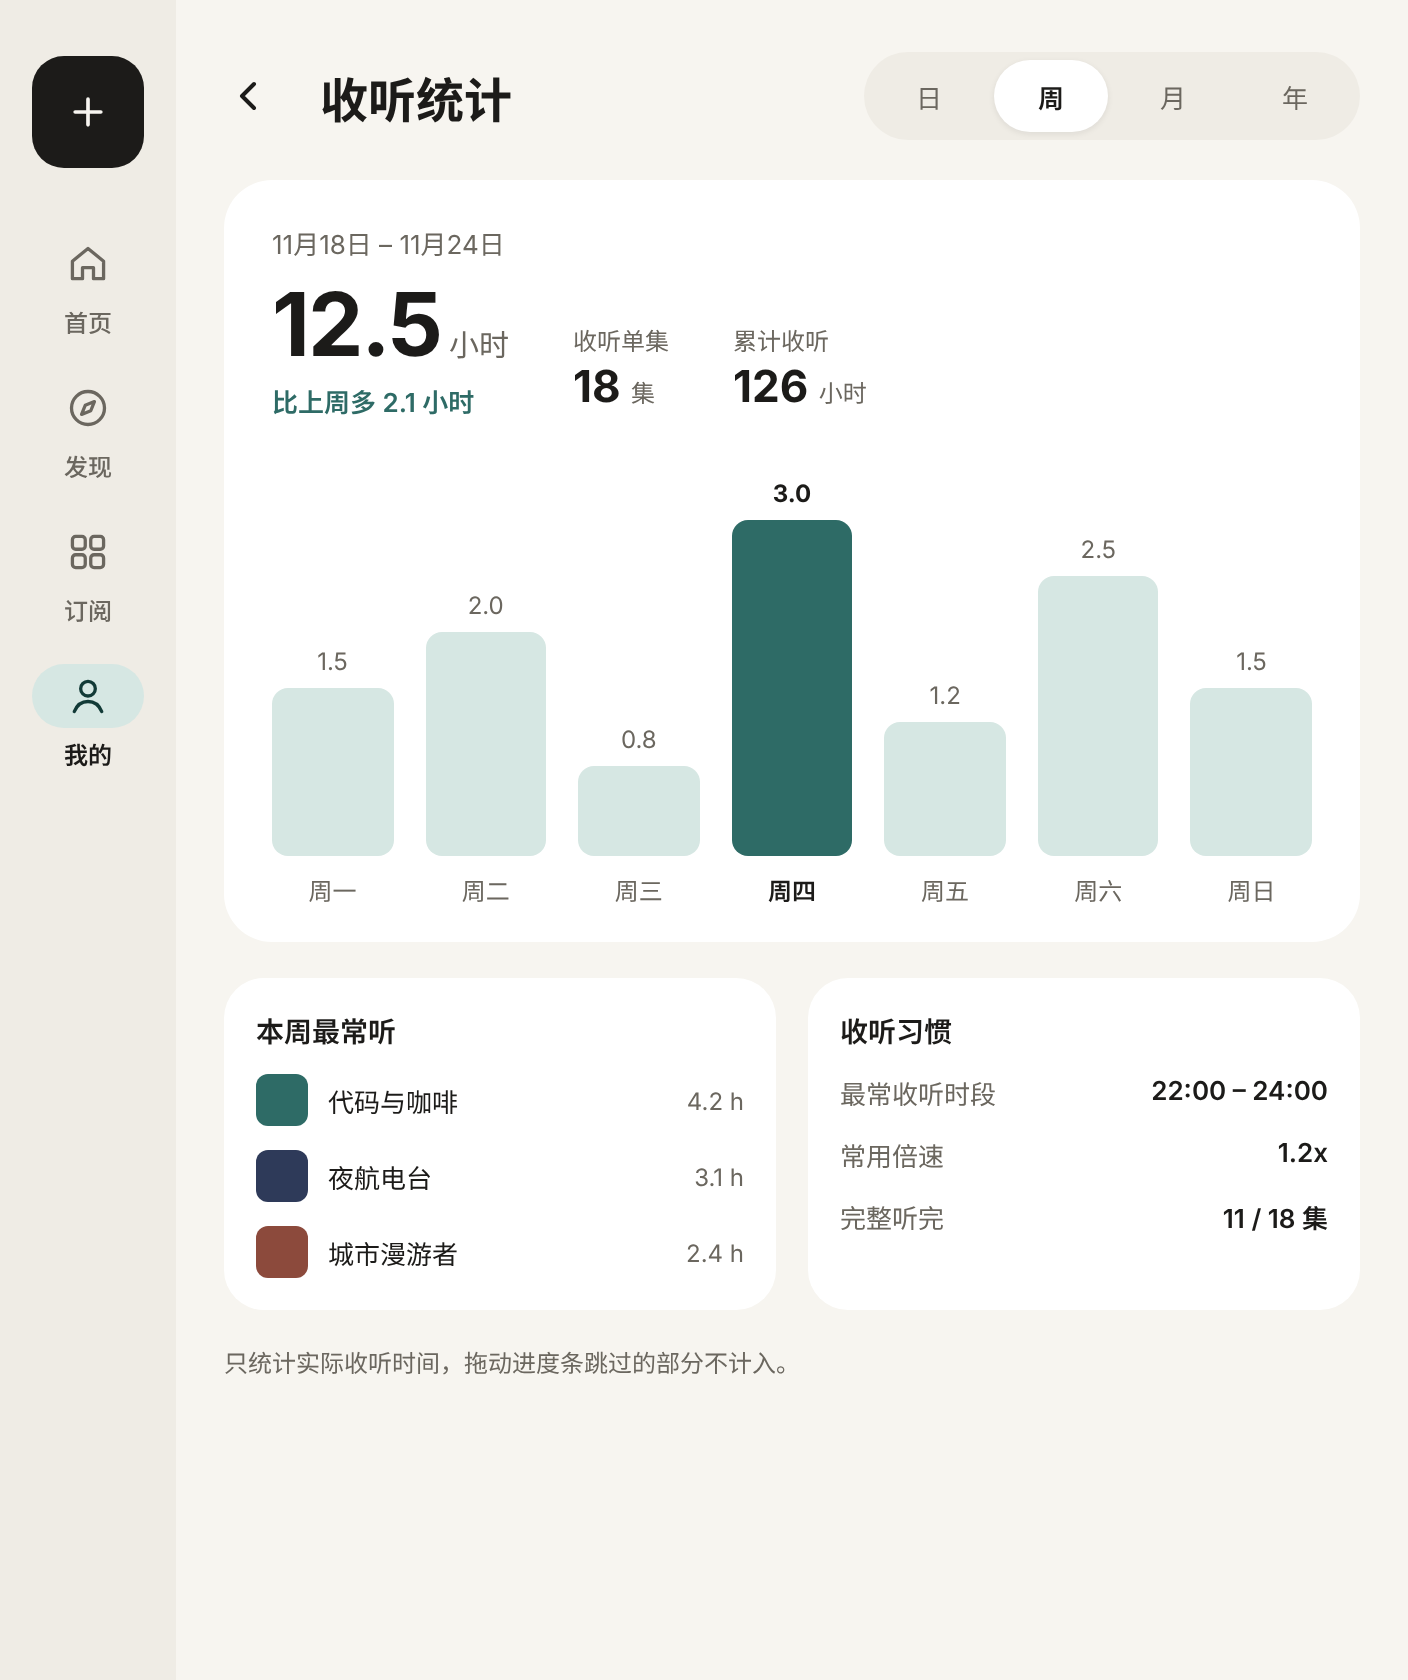 首页
发现
订阅
我的
收听统计
日 周 月 年
11月18日 – 11月24日
12.5 小时
比上周多 2.1 小时
收听单集
18 集
累计收听
126 小时
1.5 2.0 0.8 3.0 1.2 2.5 1.5
周一 周二 周三 周四 周五 周六 周日
本周最常听
代码与咖啡 4.2 h
夜航电台 3.1 h
城市漫游者 2.4 h
收听习惯
最常收听时段 22:00 – 24:00
常用倍速 1.2x
完整听完 11 / 18 集
只统计实际收听时间，拖动进度条跳过的部分不计入。